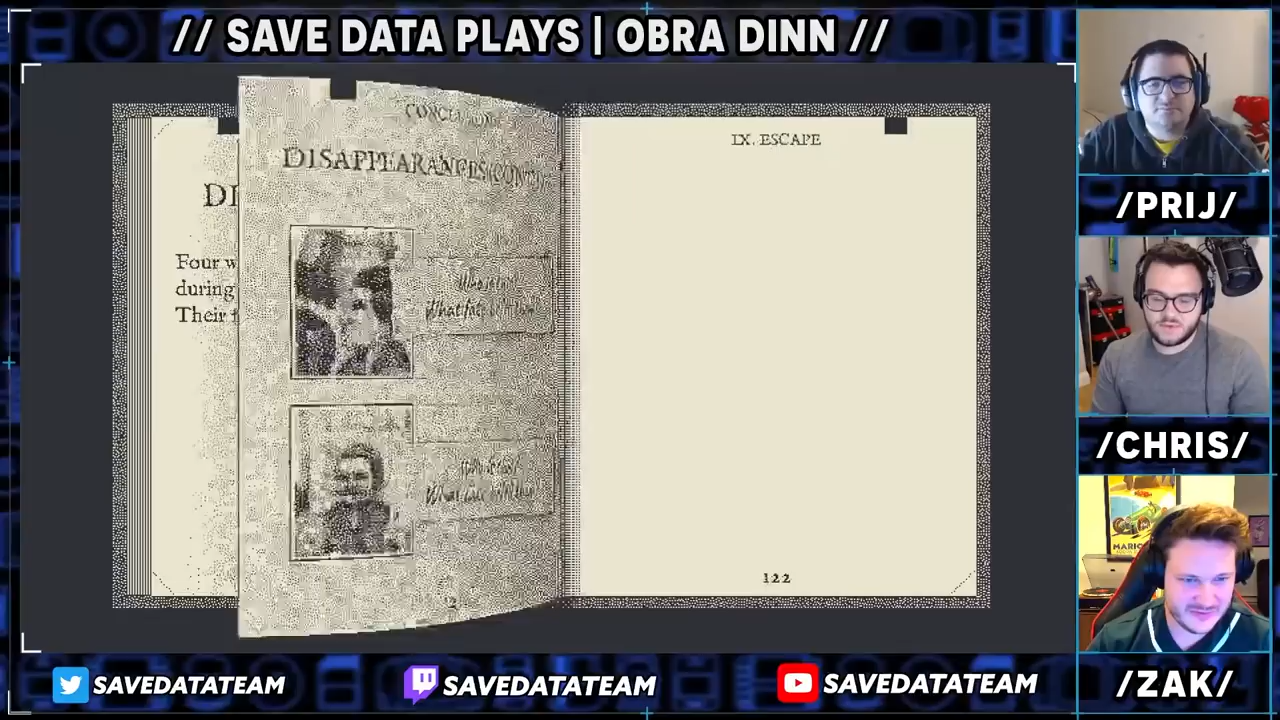 // SAVE DATA PLAYS | OBRA DINN //
DISAPPEARANCES (CONT'D)
IX. ESCAPE
DI
Four w
during
Their f
122
/PRIJ/
/CHRIS/
MARIO
/ZAK/
SAVEDATATEAM
SAVEDATATEAM
SAVEDATATEAM